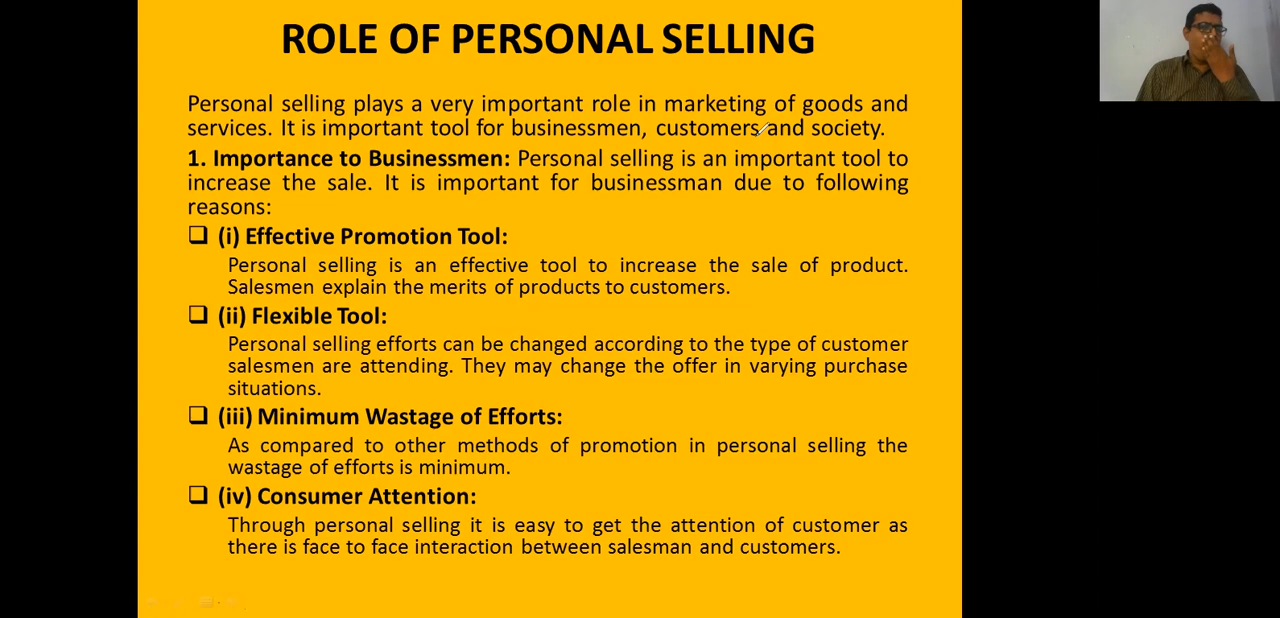 ROLE OF PERSONAL SELLING
Personal selling plays a very important role in marketing of goods and
services. It is important tool for businessmen, customers and society.
1. Importance to Businessmen: Personal selling is an important tool to
increase the sale. It is important for businessman due to following
reasons:
(i) Effective Promotion Tool:
Personal selling is an effective tool to increase the sale of product.
Salesmen explain the merits of products to customers.
(ii) Flexible Tool:
Personal selling efforts can be changed according to the type of customer
salesmen are attending. They may change the offer in varying purchase
situations.
(iii) Minimum Wastage of Efforts:
As compared to other methods of promotion in personal selling the
wastage of efforts is minimum.
(iv) Consumer Attention:
Through personal selling it is easy to get the attention of customer as
there is face to face interaction between salesman and customers.